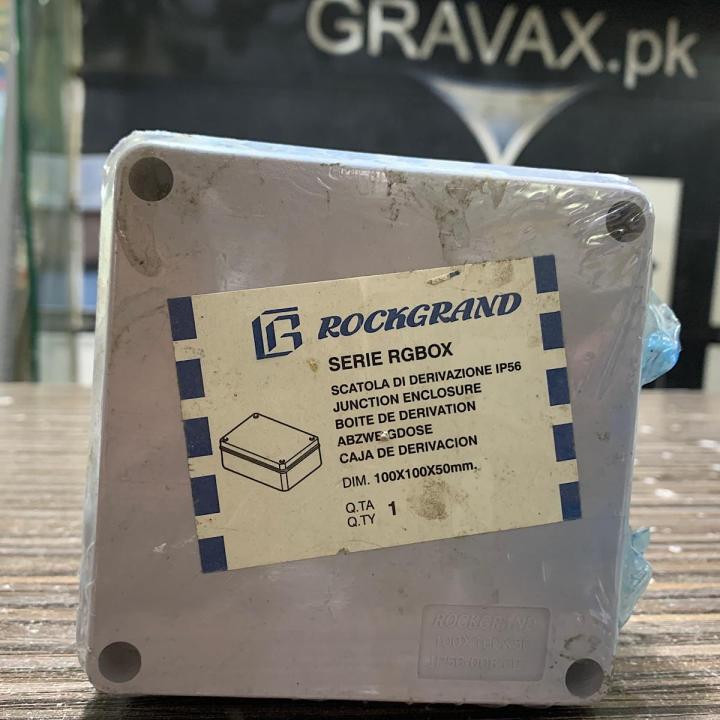 GRAVAX.pk
ROCKGRAND
SERIE RGBOX
SCATOLA DI DERIVAZIONE IP56
JUNCTION ENCLOSURE
BOITE DE DERIVATION
ABZWEIGDOSE
CAJA DE DERIVACION
DIM. 100X100X50mm.
Q.TA
Q.TY 1
ROCKGRAND